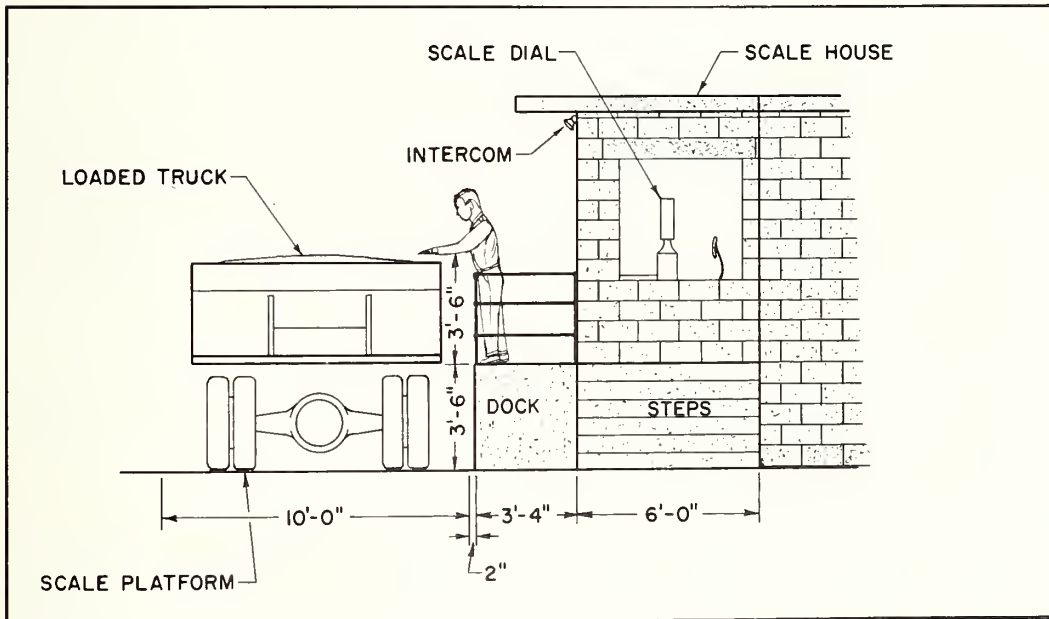 SCALE DIAL
SCALE HOUSE
INTERCOM
LOADED TRUCK
3'-6"
3'-6"
DOCK
STEPS
10'-0"
3'-4"
6'-0"
2"
SCALE PLATFORM